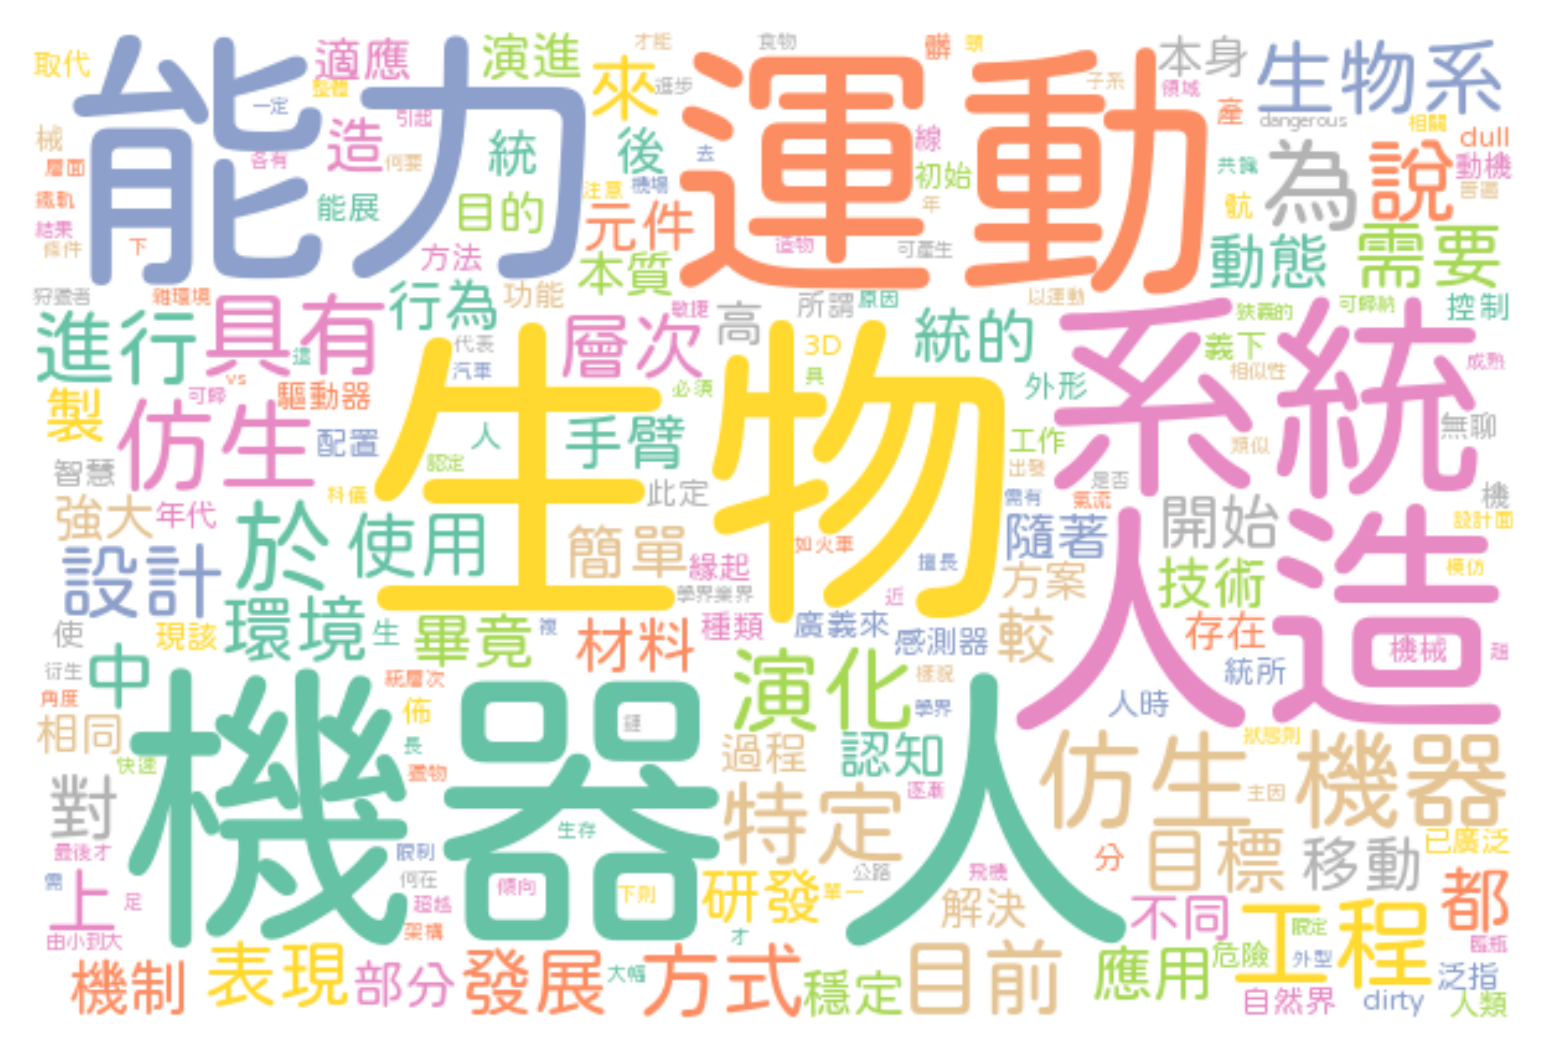 取代
能力
適應
整體
演進
來
才能
進步
食物
運動
髒
頸
本身
領域
子系
生物系
一定
引起
造
各有
何要
統
後
去
注意
機場
線
初始
年
產
dangerous
相關
dull
動機
共識
航
為
說
械
層面
鐵軌
結果
條件
下
能展
目的
元件
方法
本質
造物
可產生
動態
需要
狩獵者
雜環境
具有
行為
功能
敏捷
高
所謂
原因
以運動
狹義的
可歸納
控制
進行
這
代表
層次
3D
統的
系統
義下
成熟
製
vs
可歸
驅動器
汽車
必須
具
外形
相似性
仿生
配置
人
手臂
生物
工作
類似
無聊
智慧
認定
此定
出發
是否
機
強大
年代
科儀
於
使用
簡單
如火車
擅長
需有
氣流
隨著
開始
設計面
設計
緣起
學界業界
方案
技術
模仿
人造
環境
生
畢竟
複
材料
種類
近
廣義來
感測器
較
存在
機械
使
現該
中
衍生
角度
統層次
演化
樣貌
學界
人時
統所
相同
快速
機器人
佈
長
獵物
鏈
過程
認知
逐漸
仿生機器
狀態則
主因
對
最後才
限制
何在
生存
特定
公路
飛機
分
目標
移動
已廣泛
需
上
足
由小到大
超越
架構
傾向
下則
研發
單一
解決
不同
工程
限定
都
機制
表現
部分
發展
大幅
才
方式
穩定
目前
應用
危險
外型
泛指
自然界
dirty
人類